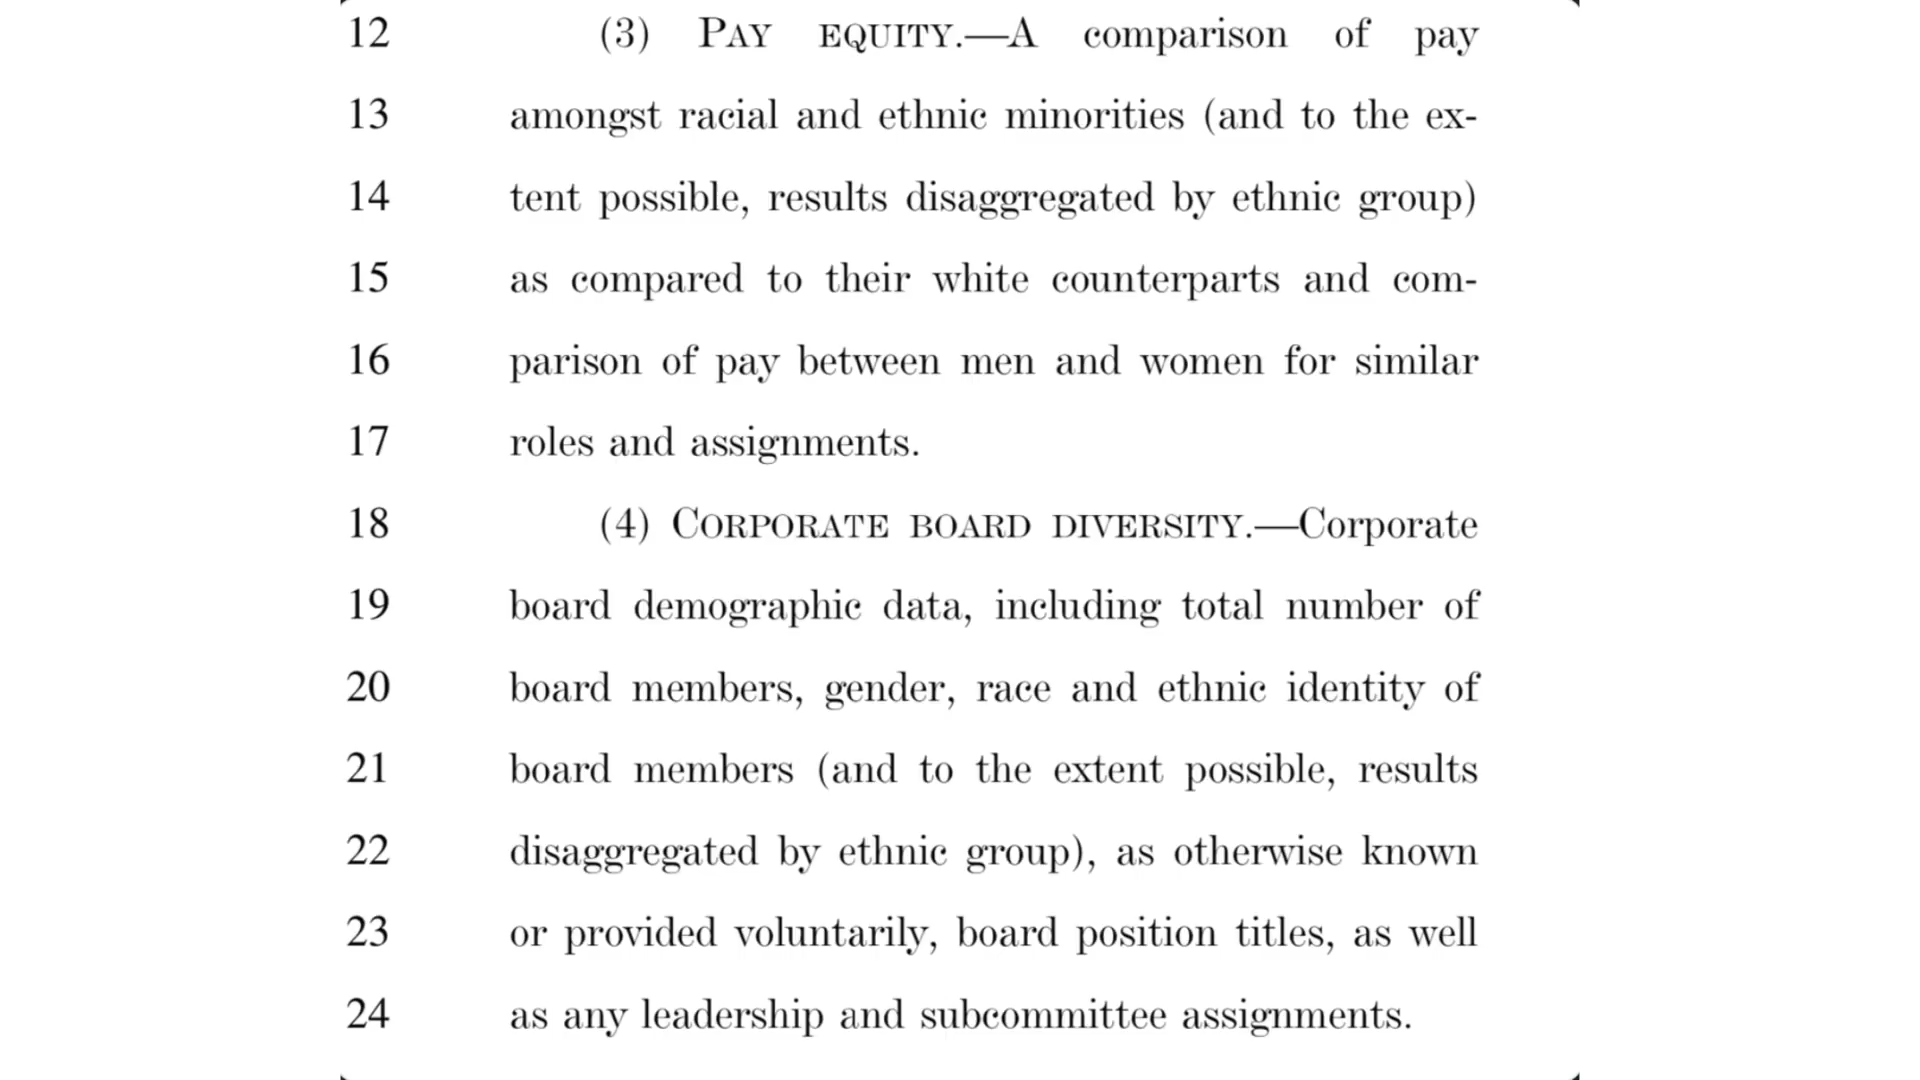 12 (3) PAY EQUITY.—A comparison of pay
13 amongst racial and ethnic minorities (and to the ex-
14 tent possible, results disaggregated by ethnic group)
15 as compared to their white counterparts and com-
16 parison of pay between men and women for similar
17 roles and assignments.
18 (4) CORPORATE BOARD DIVERSITY.—Corporate
19 board demographic data, including total number of
20 board members, gender, race and ethnic identity of
21 board members (and to the extent possible, results
22 disaggregated by ethnic group), as otherwise known
23 or provided voluntarily, board position titles, as well
24 as any leadership and subcommittee assignments.